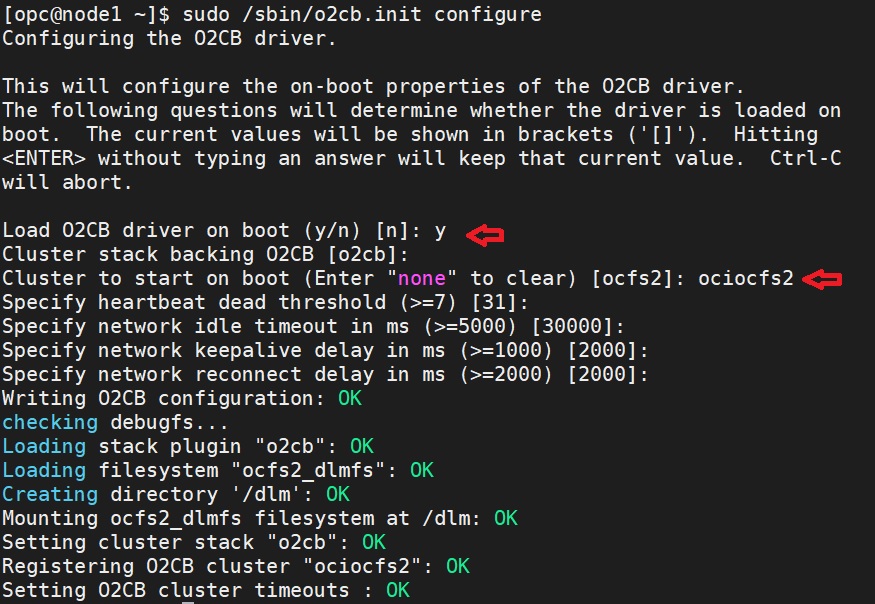 [opc@node1 ~]$ sudo /sbin/o2cb.init configure
Configuring the O2CB driver.

This will configure the on-boot properties of the O2CB driver.
The following questions will determine whether the driver is loaded on
boot.  The current values will be shown in brackets ('[]').  Hitting
<ENTER> without typing an answer will keep that current value.  Ctrl-C
will abort.

Load O2CB driver on boot (y/n) [n]: y
Cluster stack backing O2CB [o2cb]:
Cluster to start on boot (Enter "none" to clear) [ocfs2]: ociocfs2
Specify heartbeat dead threshold (>=7) [31]:
Specify network idle timeout in ms (>=5000) [30000]:
Specify network keepalive delay in ms (>=1000) [2000]:
Specify network reconnect delay in ms (>=2000) [2000]:
Writing O2CB configuration: OK
checking debugfs...
Loading stack plugin "o2cb": OK
Loading filesystem "ocfs2_dlmfs": OK
Creating directory '/dlm': OK
Mounting ocfs2_dlmfs filesystem at /dlm: OK
Setting cluster stack "o2cb": OK
Registering O2CB cluster "ociocfs2": OK
Setting O2CB cluster timeouts : OK